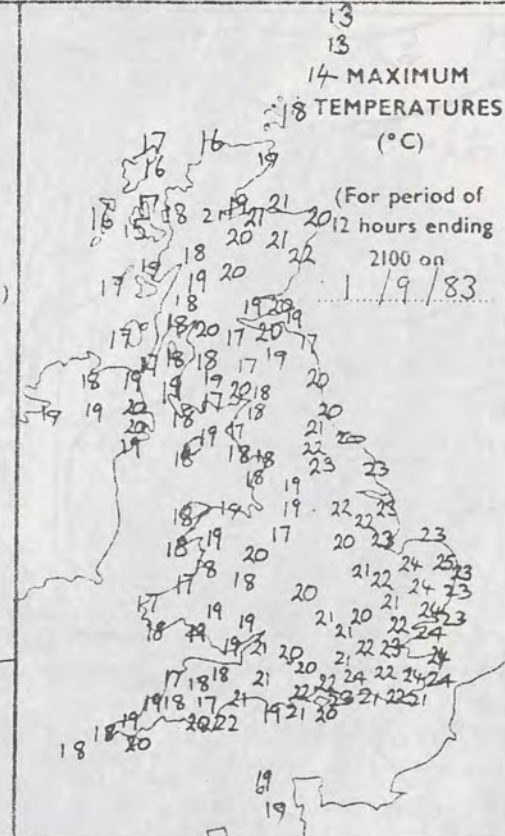 13
13
14 MAXIMUM
18 TEMPERATURES
(°C)
17 16
16 19
(For period of
12 hours ending
2100 on
1/9/83
17 18 21 19 21 21 20
16 15
20 21 22
18
19 19 20
17 18
19 20 19
17 18 20 17 20 17
17 18 18 17 19
18 19 19 19 20 18 20
19 19 20 18 17 18 20
20 19 17 21 20
19 18 18 18 22
18 23 23
19
18 19 19 22 23
22
18 19 17 20 23 23
20 24 25
18 21 22 23
17 18 20 24 23
17 21 24 23
18 19 19 21 20 22 24
21
19 21 20 22 23 24
20 21
17 18 18 21 22 24 22 24 24
19 18 17 21 22 23 21 22 21
18 19 20 22 19 21 20
18 20
19
19
)